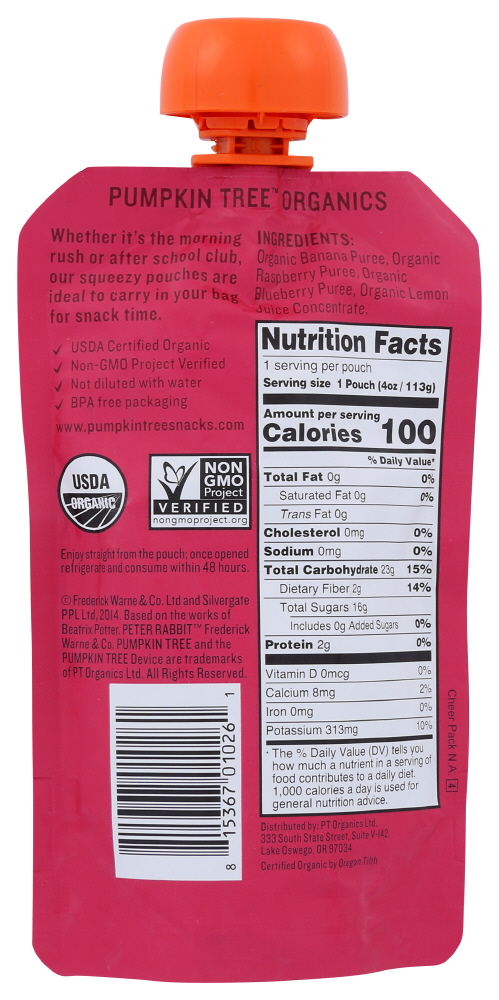 PUMPKIN TREE™ ORGANICS
Whether it's the morning
rush or after school club,
our squeezy pouches are
ideal to carry in your bag
for snack time.
✓ USDA Certified Organic
✓ Non-GMO Project Verified
✓ Not diluted with water
✓ BPA free packaging
www.pumpkintreesnacks.com
USDA
ORGANIC
NON
GMO
Project
VERIFIED
nongmoproject.org
Enjoy straight from the pouch; once opened
refrigerate and consume within 48 hours.
© Frederick Warne & Co. Ltd and Silvergate
PPL Ltd, 2014. Based on the works of
Beatrix Potter. PETER RABBIT™ Frederick
Warne & Co. PUMPKIN TREE and the
PUMPKIN TREE Device are trademarks
of PT Organics Ltd. All Rights Reserved.
8 15367 01026 1
INGREDIENTS:
Organic Banana Puree, Organic
Raspberry Puree, Organic
Blueberry Puree, Organic Lemon
Juice Concentrate.
Nutrition Facts
1 serving per pouch
Serving size 1 Pouch (4oz / 113g)
Amount per serving
Calories 100
% Daily Value*
Total Fat 0g 0%
Saturated Fat 0g 0%
Trans Fat 0g
Cholesterol 0mg 0%
Sodium 0mg 0%
Total Carbohydrate 23g 15%
Dietary Fiber 2g 14%
Total Sugars 16g
Includes 0g Added Sugars 0%
Protein 2g 0%
Vitamin D 0mcg 0%
Calcium 8mg 2%
Iron 0mg 0%
Potassium 313mg 10%
* The % Daily Value (DV) tells you
how much a nutrient in a serving of
food contributes to a daily diet.
1,000 calories a day is used for
general nutrition advice.
Cheer Pack N.A. 4
Distributed by: PT Organics Ltd.
333 South State Street, Suite V-142,
Lake Oswego, OR 97034
Certified Organic by Oregon Tilth